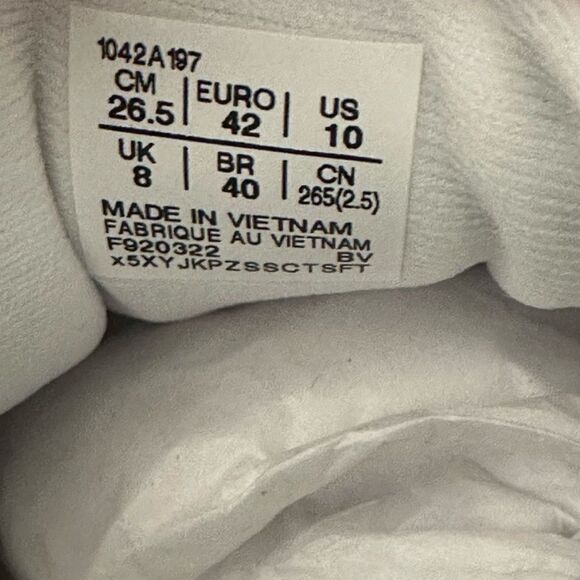 1042A197
CM | EURO | US
26.5 | 42 | 10
UK | BR | CN
8 | 40 | 265(2.5)
MADE IN VIETNAM
FABRIQUE AU VIETNAM
F920322 BV
x5XYJKPZSSCTSFT